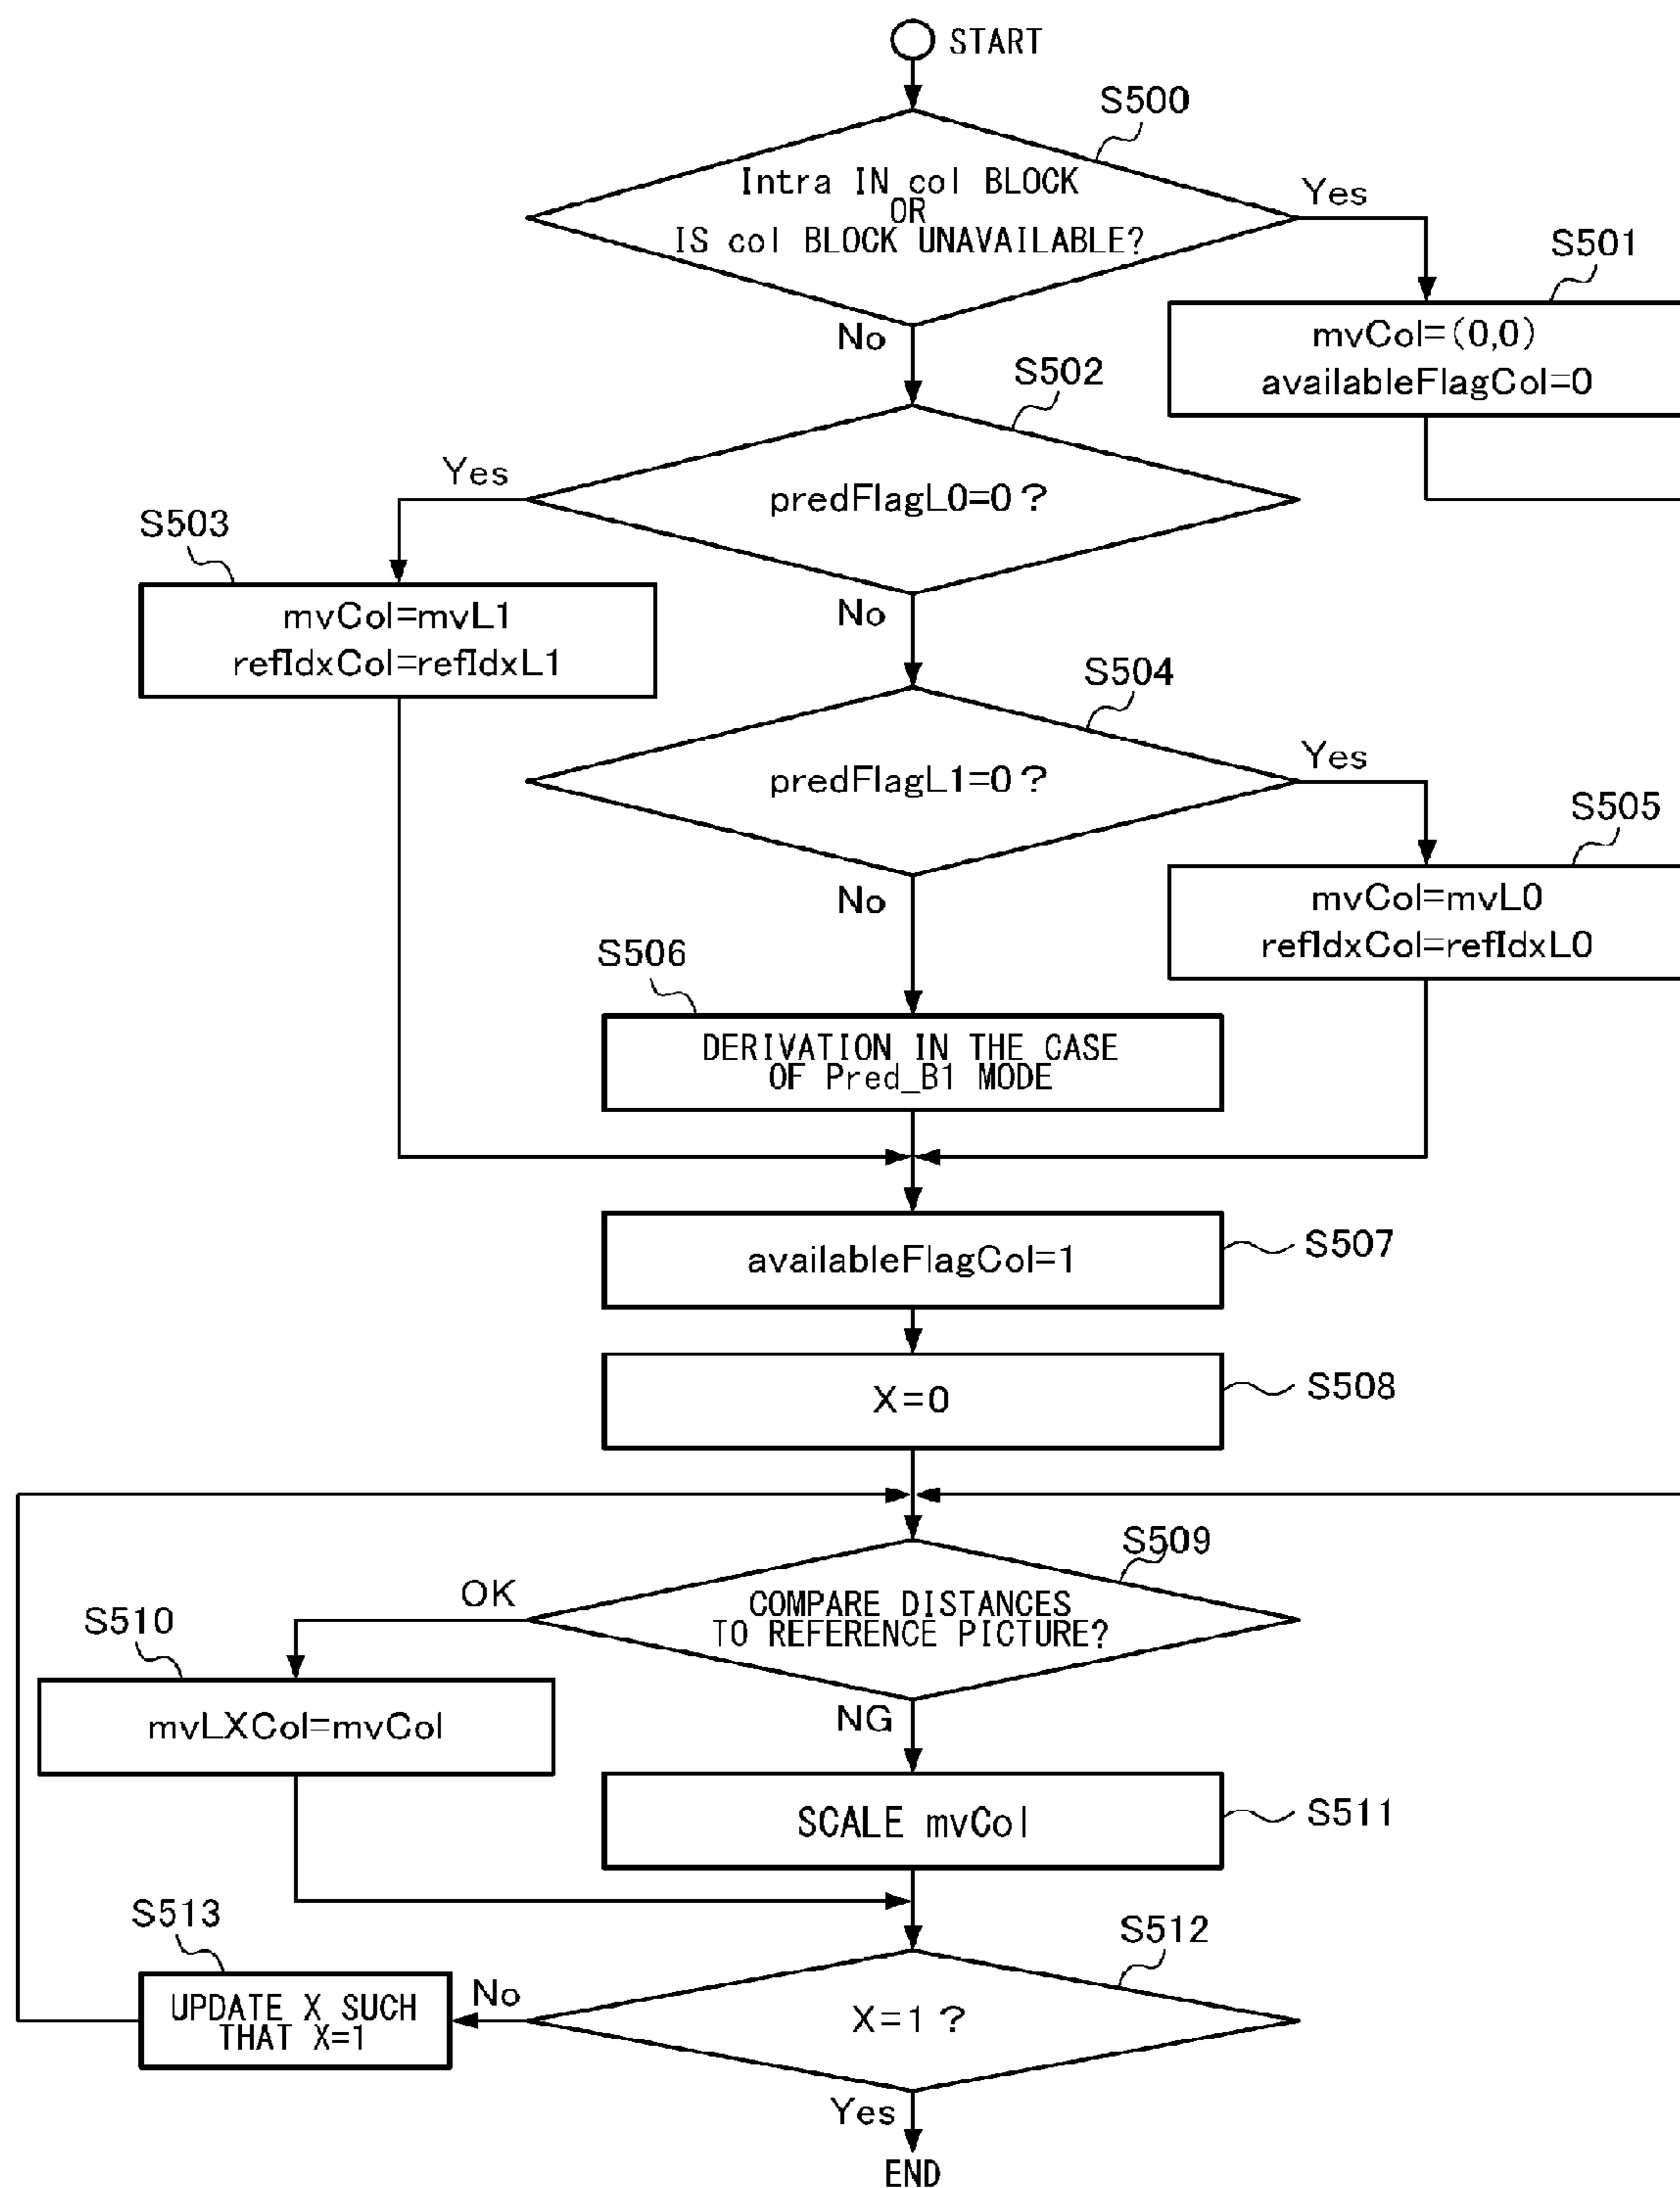 START
S500
Intra IN col BLOCK
OR
IS col BLOCK UNAVAILABLE?
Yes
S501
mvCol=(0,0)
availableFlagCol=0
No
S502
predFlagL0=0?
Yes
S503
mvCol=mvL1
refIdxCol=refIdxL1
No
S504
predFlagL1=0?
Yes
S505
mvCol=mvL0
refIdxCol=refIdxL0
No
S506
DERIVATION IN THE CASE
OF Pred_B1 MODE
availableFlagCol=1
S507
X=0
S508
S509
COMPARE DISTANCES
TO REFERENCE PICTURE?
OK
S510
mvLXCol=mvCol
NG
SCALE mvCol
S511
S512
X=1?
No
S513
UPDATE X SUCH
THAT X=1
Yes
END